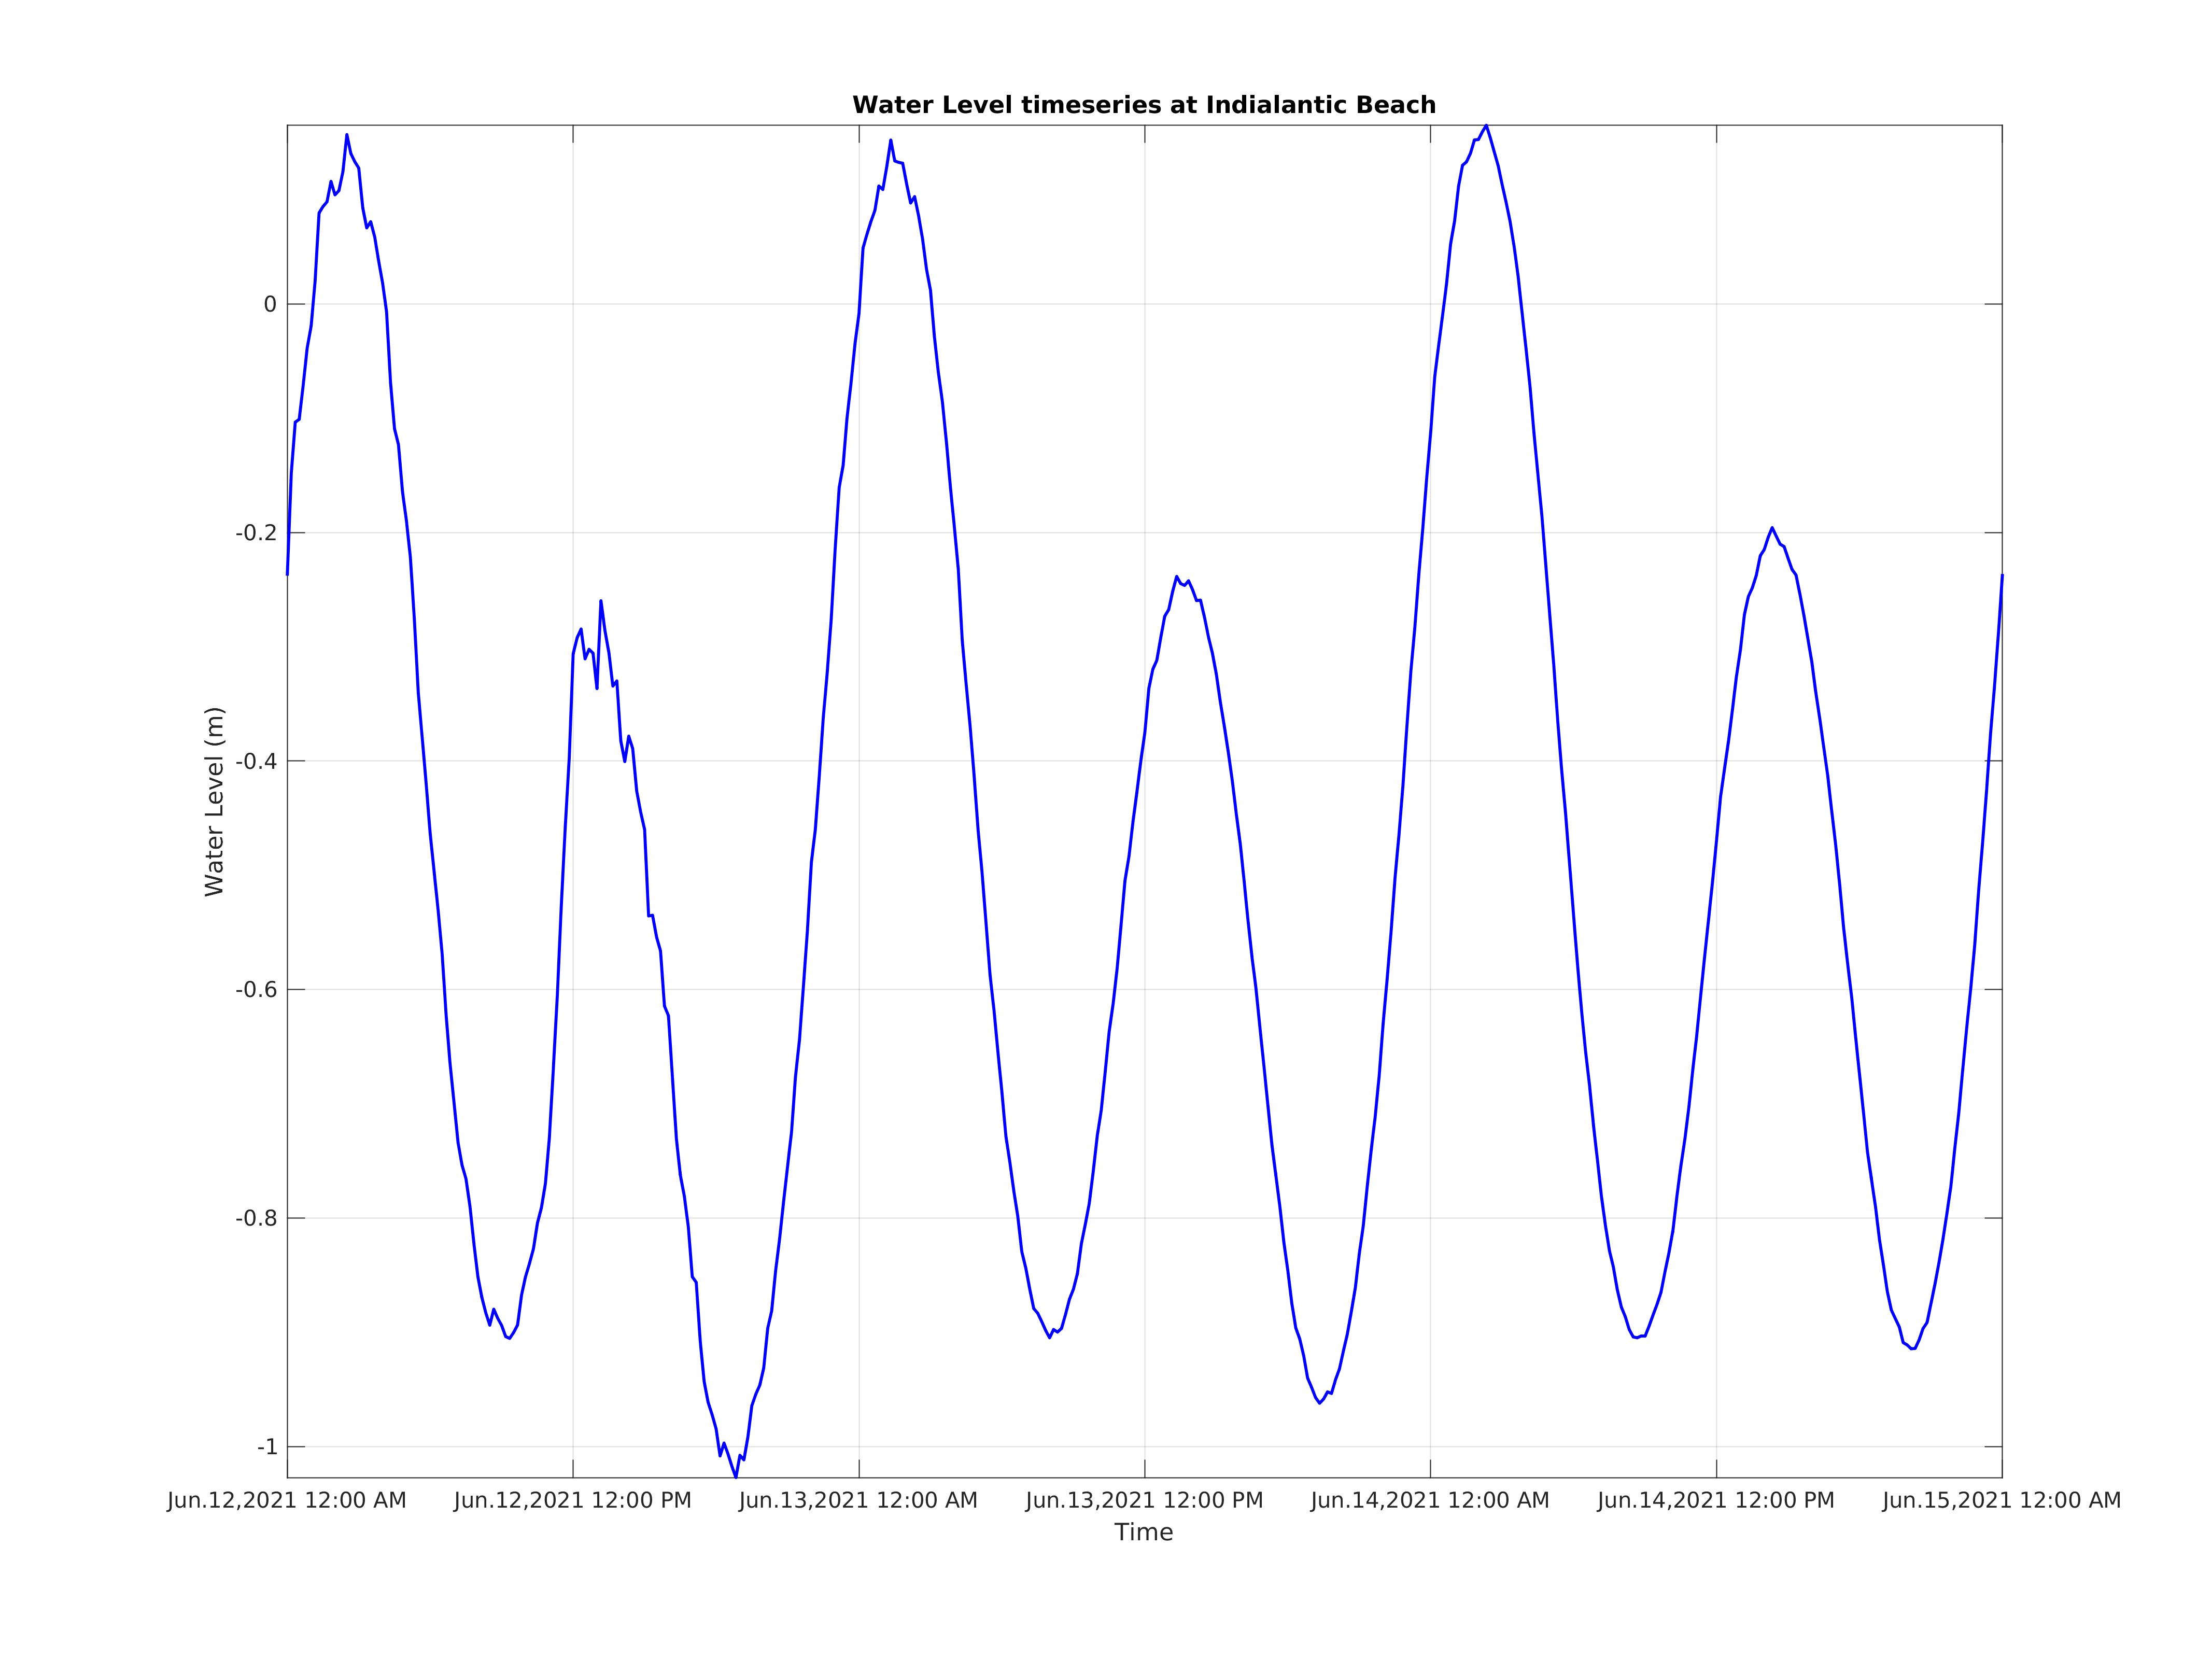 Water Level timeseries at Indialantic Beach
Water Level (m)
0
-0.2
-0.4
-0.6
-0.8
-1
Jun.12,2021 12:00 AM
Jun.12,2021 12:00 PM
Jun.13,2021 12:00 AM
Jun.13,2021 12:00 PM
Jun.14,2021 12:00 AM
Jun.14,2021 12:00 PM
Jun.15,2021 12:00 AM
Time